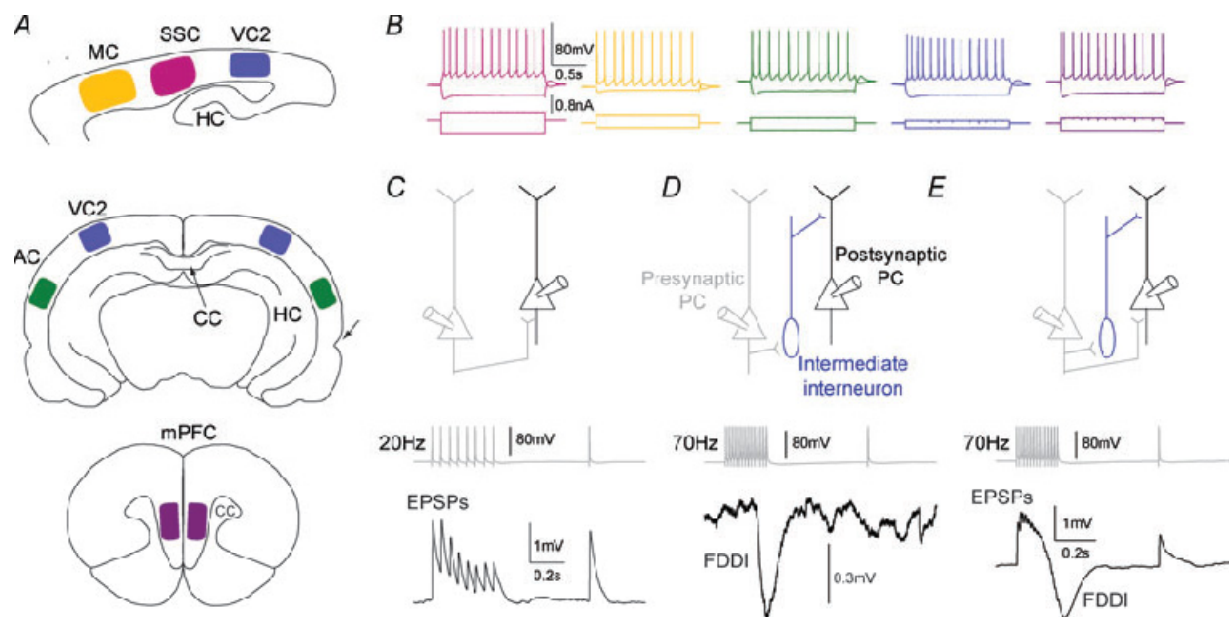 A
MC
SSC
VC2
HC
VC2
AC
CC
HC
mPFC
CC
B
80mV
0.5s
0.8nA
C
D
E
Presynaptic
PC
Postsynaptic
PC
Intermediate
interneuron
20Hz
80mV
EPSPs
1mV
0.2s
70Hz
80mV
FDDI
0.3mV
70Hz
80mV
EPSPs
1mV
0.2s
FDDI